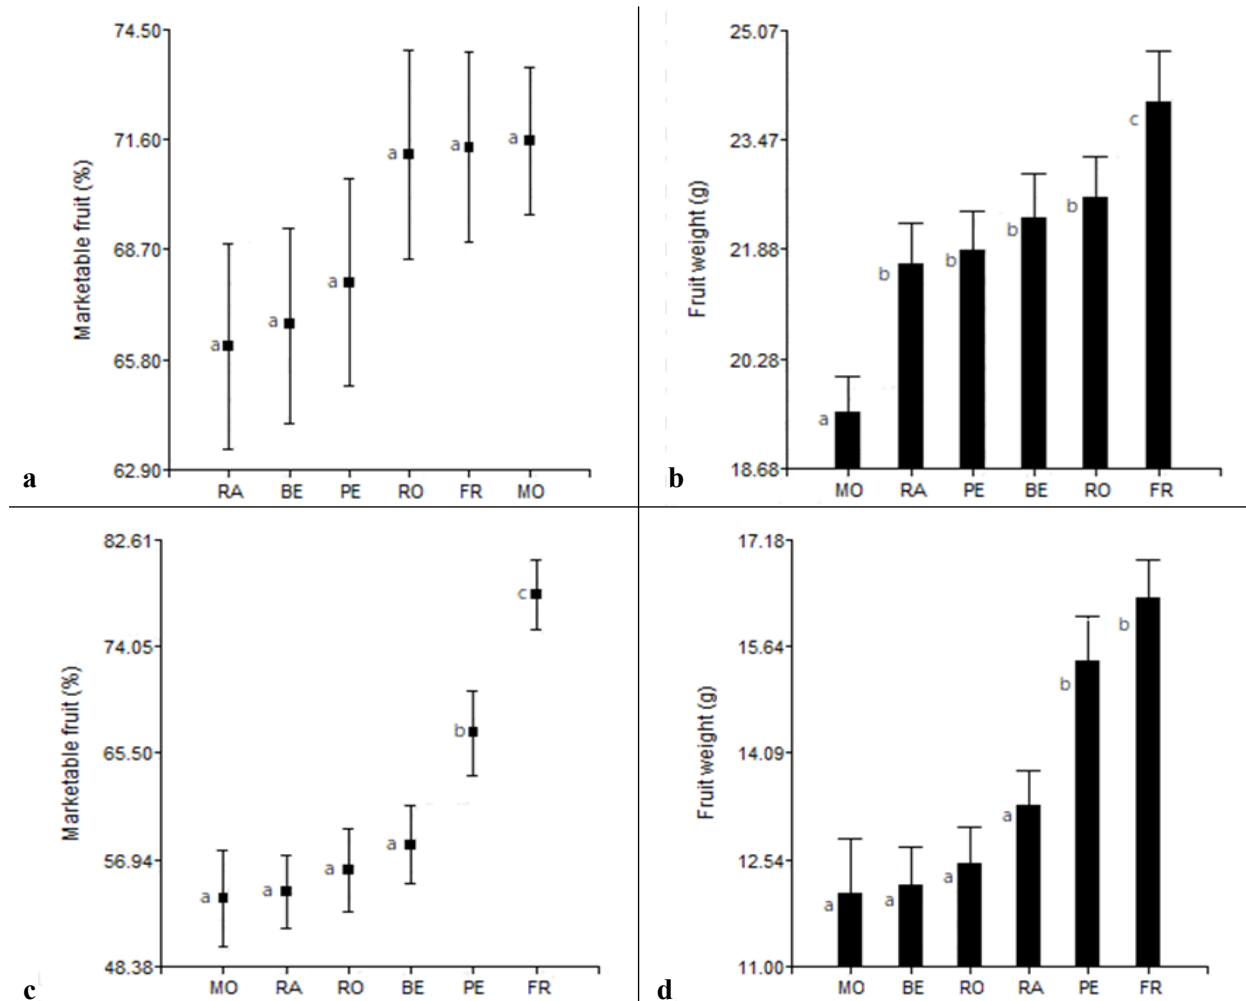 74.50
71.60
68.70
65.80
62.90
Marketable fruit (%)
a a a a a a
RA BE PE RO FR MO
a
25.07
23.47
21.88
20.28
18.68
Fruit weight (g)
a b b b b c
MO RA PE BE RO FR
b
82.61
74.05
65.50
56.94
48.38
Marketable fruit (%)
a a a a b c
MO RA RO BE PE FR
c
17.18
15.64
14.09
12.54
11.00
Fruit weight (g)
a a a a b b
MO BE RO RA PE FR
d